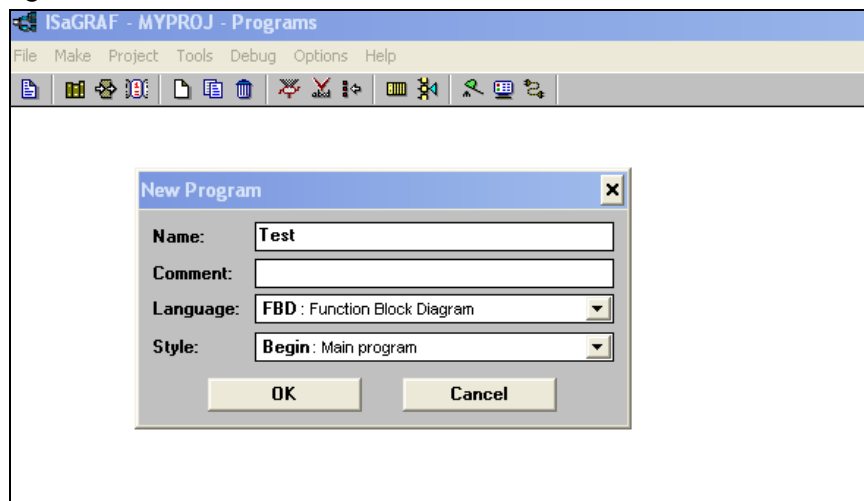 ISaGRAF - MYPROJ - Programs
File Make Project Tools Debug Options Help
New Program
Name: Test
Comment:
Language: FBD : Function Block Diagram
Style: Begin : Main program
OK Cancel